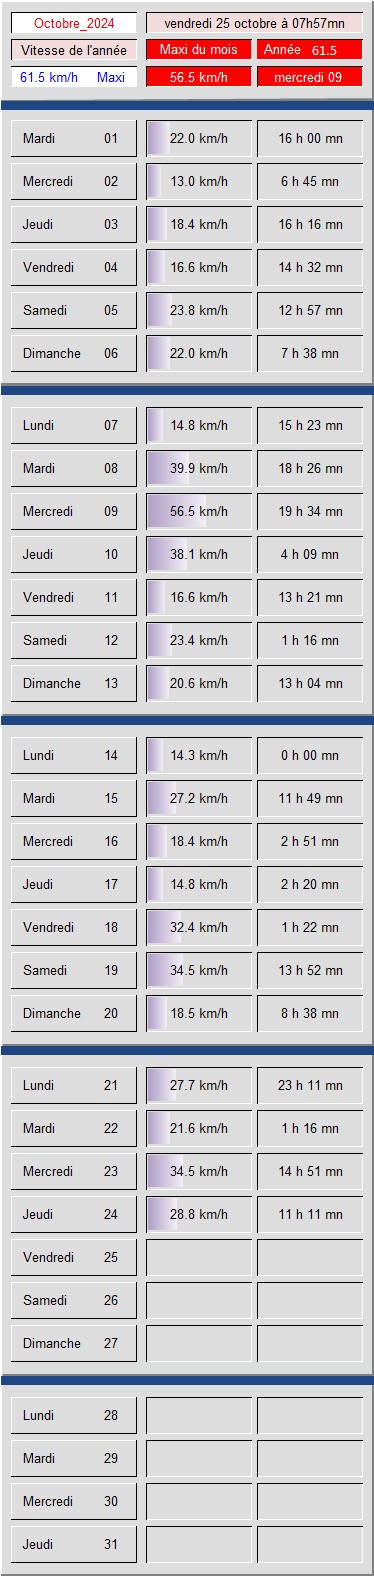 Octobre_2024 vendredi 25 octobre à 07h57mn
Vitesse de l'année Maxi du mois Année 61.5
61.5 km/h Maxi 56.5 km/h mercredi 09
Mardi 01 22.0 km/h 16 h 00 mn
Mercredi 02 13.0 km/h 6 h 45 mn
Jeudi 03 18.4 km/h 16 h 16 mn
Vendredi 04 16.6 km/h 14 h 32 mn
Samedi 05 23.8 km/h 12 h 57 mn
Dimanche 06 22.0 km/h 7 h 38 mn
Lundi 07 14.8 km/h 15 h 23 mn
Mardi 08 39.9 km/h 18 h 26 mn
Mercredi 09 56.5 km/h 19 h 34 mn
Jeudi 10 38.1 km/h 4 h 09 mn
Vendredi 11 16.6 km/h 13 h 21 mn
Samedi 12 23.4 km/h 1 h 16 mn
Dimanche 13 20.6 km/h 13 h 04 mn
Lundi 14 14.3 km/h 0 h 00 mn
Mardi 15 27.2 km/h 11 h 49 mn
Mercredi 16 18.4 km/h 2 h 51 mn
Jeudi 17 14.8 km/h 2 h 20 mn
Vendredi 18 32.4 km/h 1 h 22 mn
Samedi 19 34.5 km/h 13 h 52 mn
Dimanche 20 18.5 km/h 8 h 38 mn
Lundi 21 27.7 km/h 23 h 11 mn
Mardi 22 21.6 km/h 1 h 16 mn
Mercredi 23 34.5 km/h 14 h 51 mn
Jeudi 24 28.8 km/h 11 h 11 mn
Vendredi 25
Samedi 26
Dimanche 27
Lundi 28
Mardi 29
Mercredi 30
Jeudi 31